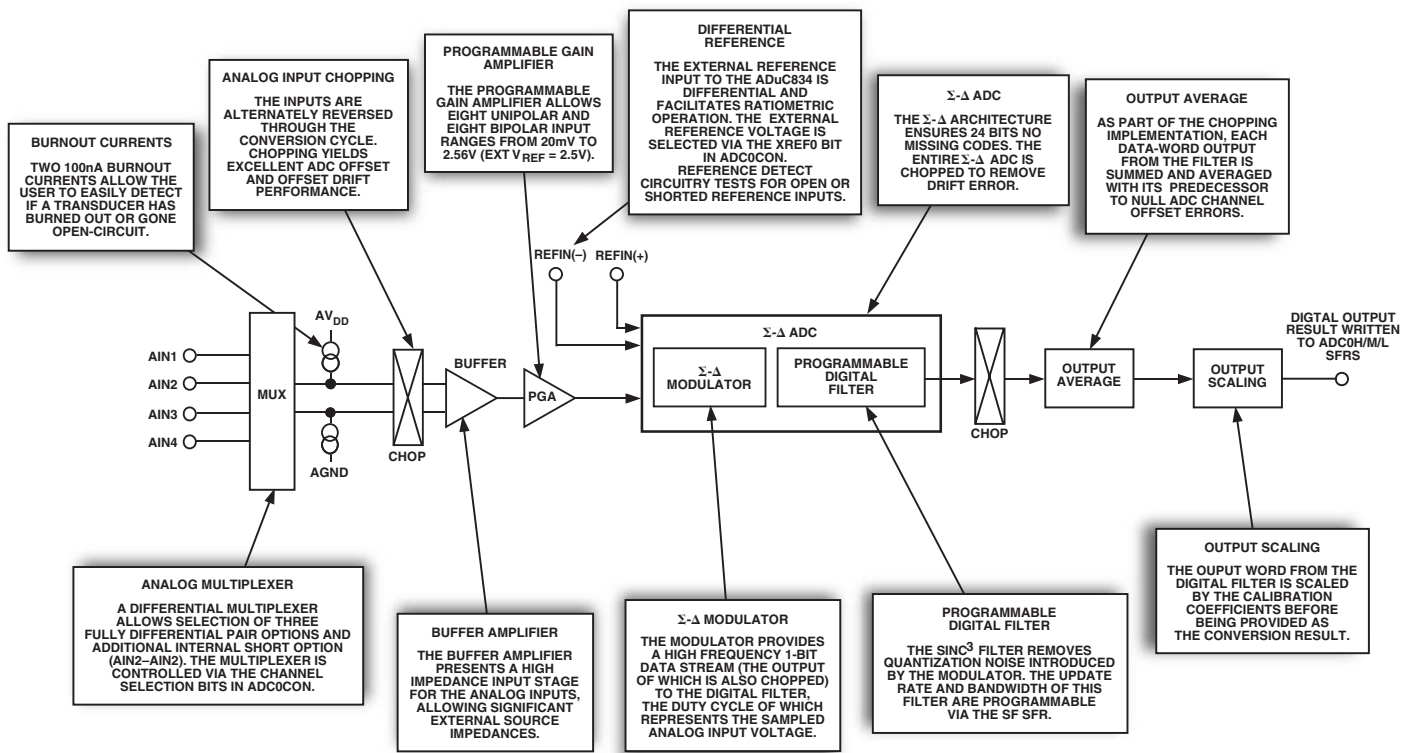 BURNOUT CURRENTS
TWO 100nA BURNOUT
CURRENTS ALLOW THE
USER TO EASILY DETECT
IF A TRANSDUCER HAS
BURNED OUT OR GONE
OPEN-CIRCUIT.
ANALOG INPUT CHOPPING
THE INPUTS ARE
ALTERNATELY REVERSED
THROUGH THE
CONVERSION CYCLE.
CHOPPING YIELDS
EXCELLENT ADC OFFSET
AND OFFSET DRIFT
PERFORMANCE.
PROGRAMMABLE GAIN
AMPLIFIER
THE PROGRAMMABLE
GAIN AMPLIFIER ALLOWS
EIGHT UNIPOLAR AND
EIGHT BIPOLAR INPUT
RANGES FROM 20mV TO
2.56V (EXT VREF = 2.5V).
DIFFERENTIAL
REFERENCE
THE EXTERNAL REFERENCE
INPUT TO THE ADuC834 IS
DIFFERENTIAL AND
FACILITATES RATIOMETRIC
OPERATION. THE EXTERNAL
REFERENCE VOLTAGE IS
SELECTED VIA THE XREF0 BIT
IN ADC0CON.
REFERENCE DETECT
CIRCUITRY TESTS FOR OPEN OR
SHORTED REFERENCE INPUTS.
Σ-Δ ADC
THE Σ-Δ ARCHITECTURE
ENSURES 24 BITS NO
MISSING CODES. THE
ENTIRE Σ-Δ ADC IS
CHOPPED TO REMOVE
DRIFT ERROR.
OUTPUT AVERAGE
AS PART OF THE CHOPPING
IMPLEMENTATION, EACH
DATA-WORD OUTPUT
FROM THE FILTER IS
SUMMED AND AVERAGED
WITH ITS PREDECESSOR
TO NULL ADC CHANNEL
OFFSET ERRORS.
REFIN(–) REFIN(+)
AIN1
AIN2
AIN3
AIN4
MUX
AVDD
AGND
CHOP
BUFFER
PGA
Σ-Δ ADC
Σ-Δ
MODULATOR
PROGRAMMABLE
DIGITAL
FILTER
CHOP
OUTPUT
AVERAGE
OUTPUT
SCALING
DIGTAL OUTPUT
RESULT WRITTEN
TO ADC0H/M/L
SFRS
ANALOG MULTIPLEXER
A DIFFERENTIAL MULTIPLEXER
ALLOWS SELECTION OF THREE
FULLY DIFFERENTIAL PAIR OPTIONS AND
ADDITIONAL INTERNAL SHORT OPTION
(AIN2–AIN2). THE MULTIPLEXER IS
CONTROLLED VIA THE CHANNEL
SELECTION BITS IN ADC0CON.
BUFFER AMPLIFIER
THE BUFFER AMPLIFIER
PRESENTS A HIGH
IMPEDANCE INPUT STAGE
FOR THE ANALOG INPUTS,
ALLOWING SIGNIFICANT
EXTERNAL SOURCE
IMPEDANCES.
Σ-Δ MODULATOR
THE MODULATOR PROVIDES
A HIGH FREQUENCY 1-BIT
DATA STREAM (THE OUTPUT
OF WHICH IS ALSO CHOPPED)
TO THE DIGITAL FILTER,
THE DUTY CYCLE OF WHICH
REPRESENTS THE SAMPLED
ANALOG INPUT VOLTAGE.
PROGRAMMABLE
DIGITAL FILTER
THE SINC3 FILTER REMOVES
QUANTIZATION NOISE INTRODUCED
BY THE MODULATOR. THE UPDATE
RATE AND BANDWIDTH OF THIS
FILTER ARE PROGRAMMABLE
VIA THE SF SFR.
OUTPUT SCALING
THE OUPUT WORD FROM THE
DIGITAL FILTER IS SCALED
BY THE CALIBRATION
COEFFICIENTS BEFORE
BEING PROVIDED AS
THE CONVERSION RESULT.